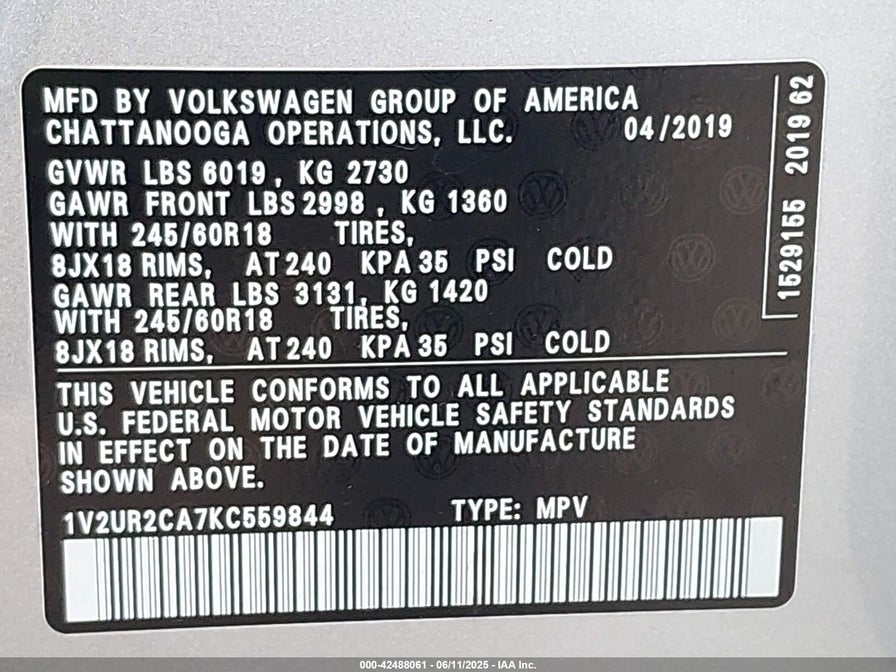 MFD BY VOLKSWAGEN GROUP OF AMERICA
CHATTANOOGA OPERATIONS, LLC. 04/2019
GVWR LBS 6019, KG 2730
GAWR FRONT LBS 2998 , KG 1360
WITH 245/60R18 TIRES,
8JX18 RIMS, AT 240 KPA 35 PSI COLD
GAWR REAR LBS 3131, KG 1420
WITH 245/60R18 TIRES,
8JX18 RIMS, AT 240 KPA 35 PSI COLD
THIS VEHICLE CONFORMS TO ALL APPLICABLE
U.S. FEDERAL MOTOR VEHICLE SAFETY STANDARDS
IN EFFECT ON THE DATE OF MANUFACTURE
SHOWN ABOVE.
1V2UR2CA7KC559844 TYPE: MPV
1529155 2019 62
000-42488061 - 06/11/2025 - IAA Inc.